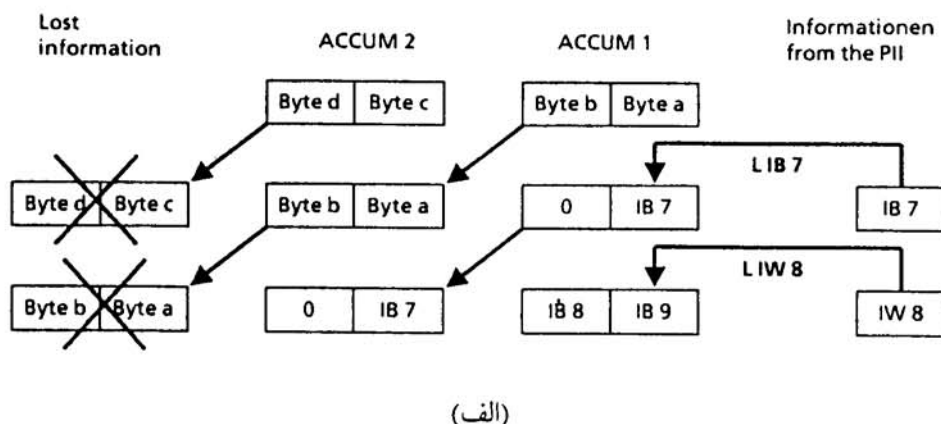 Lost
information
ACCUM 2
ACCUM 1
Informationen
from the PII
Byte d
Byte c
Byte b
Byte a
L IB 7
Byte d
Byte c
Byte b
Byte a
0
IB 7
IB 7
L IW 8
Byte b
Byte a
0
IB 7
IB 8
IB 9
IW 8
(الف)